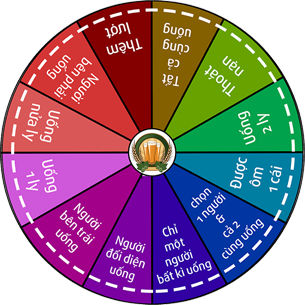 Tất
cả
cùng
uống
Thoát
nạn
Uống
2 ly
Được
ôm
1 cái
chọn
1 người
&
cả 2
cùng uống
Chỉ
một
người
bất kì uống
Người
đối diện
uống
Người
bên trái
uống
Uống
1 ly
Uống
nửa ly
Người
bên phải
uống
Thêm
lượt